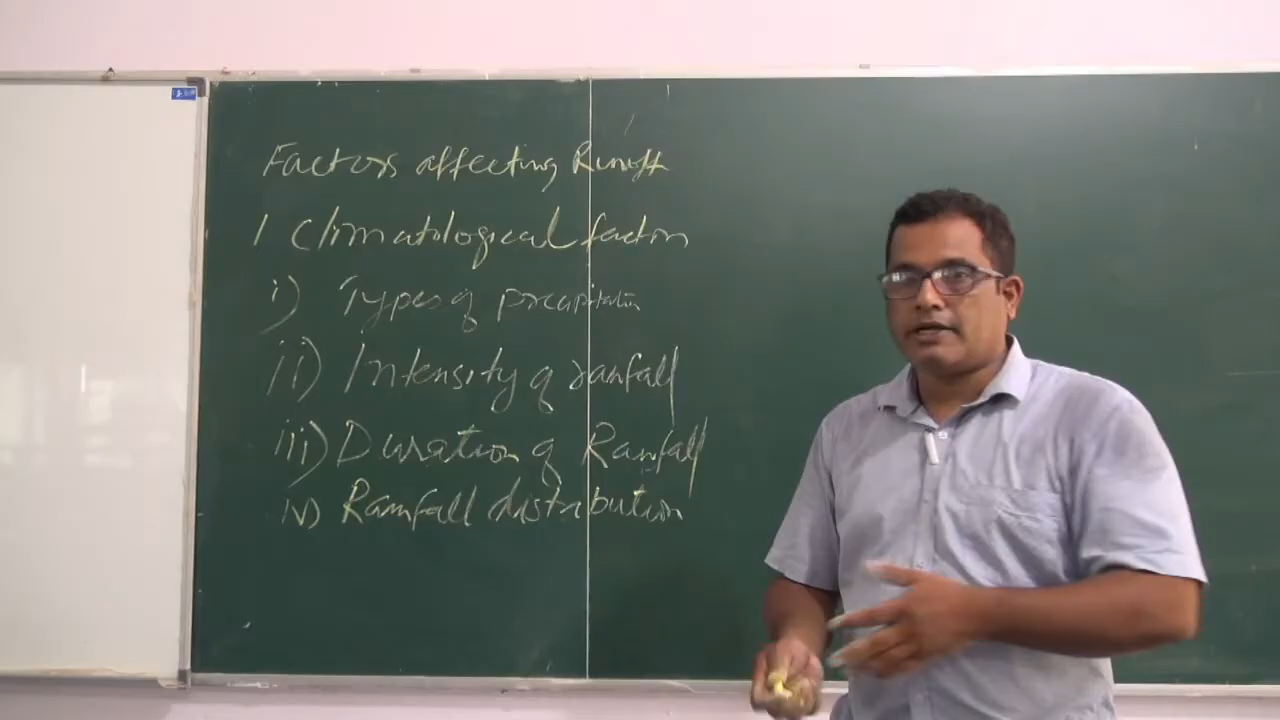 Factors affecting Runoff
1 Climatological factors
i) Types of precipitation
ii) Intensity of rainfall
iii) Duration of Rainfall
iv) Rainfall distribution